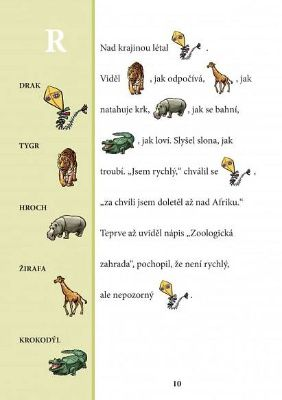 R
DRAK
TYGR
HROCH
ŽIRAFA
KROKODÝL
Nad krajinou létal .
Viděl , jak odpočívá, , jak
natahuje krk, , jak se bahní,
, jak loví. Slyšel slona, jak
troubí. „Jsem rychlý,“ chválil se ,
„za chvíli jsem doletěl až nad Afriku.“
Teprve až uviděl nápis „Zoologická
zahrada“, pochopil, že není rychlý,
ale nepozorný .
10